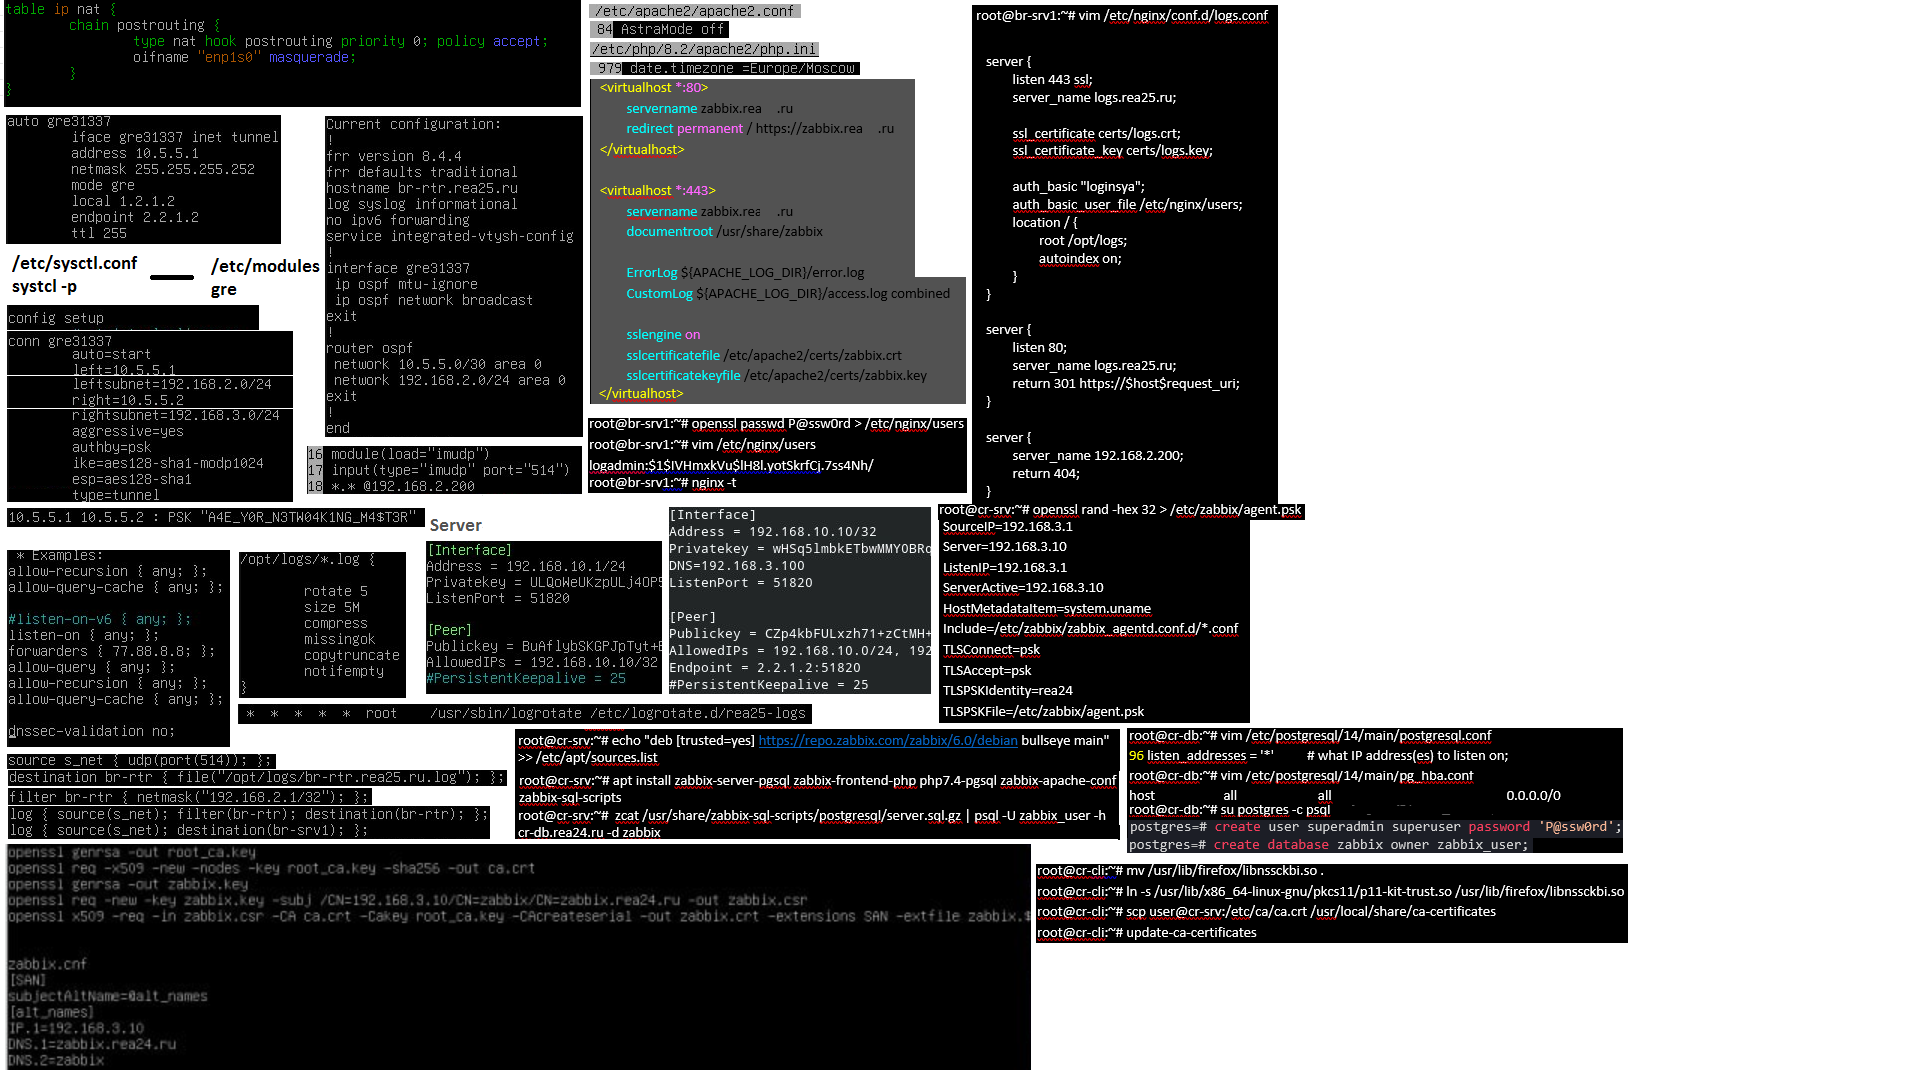 table ip nat {
chain postrouting {
type nat hook postrouting priority 0; policy accept;
oifname "enp1s0" masquerade;
}
}
auto gre31337
iface gre31337 inet tunnel
address 10.5.5.1
netmask 255.255.255.252
mode gre
local 1.2.1.2
endpoint 2.2.1.2
ttl 255
/etc/sysctl.conf
systcl -p
/etc/modules
gre
config setup
conn gre31337
auto=start
left=10.5.5.1
leftsubnet=192.168.2.0/24
right=10.5.5.2
rightsubnet=192.168.3.0/24
aggressive=yes
authby=psk
ike=aes128-sha1-modp1024
esp=aes128-sha1
type=tunnel
10.5.5.1 10.5.5.2 : PSK "A4E_Y0R_N3TW04K1NG_M4$T3R"
Current configuration:
!
frr version 8.4.4
frr defaults traditional
hostname br-rtr.rea25.ru
log syslog informational
no ipv6 forwarding
service integrated-vtysh-config
!
interface gre31337
ip ospf mtu-ignore
ip ospf network broadcast
exit
!
router ospf
network 10.5.5.0/30 area 0
network 192.168.2.0/24 area 0
exit
!
end
16 module(load="imudp")
17 input(type="imudp" port="514")
18 *.* @192.168.2.200
/etc/apache2/apache2.conf
84 AstraMode off
/etc/php/8.2/apache2/php.ini
979 date.timezone =Europe/Moscow
<virtualhost *:80>
servername zabbix.rea .ru
redirect permanent / https://zabbix.rea .ru
</virtualhost>
<virtualhost *:443>
servername zabbix.rea .ru
documentroot /usr/share/zabbix
ErrorLog ${APACHE_LOG_DIR}/error.log
CustomLog ${APACHE_LOG_DIR}/access.log combined
sslengine on
sslcertificatefile /etc/apache2/certs/zabbix.crt
sslcertificatekeyfile /etc/apache2/certs/zabbix.key
</virtualhost>
root@br-srv1:~# openssl passwd P@ssw0rd > /etc/nginx/users
root@br-srv1:~# vim /etc/nginx/users
logadmin:$1$IVHmxkVu$lH8l.yotSkrfCj.7ss4Nh/
root@br-srv1:~# nginx -t
root@br-srv1:~# vim /etc/nginx/conf.d/logs.conf
server {
listen 443 ssl;
server_name logs.rea25.ru;
ssl_certificate certs/logs.crt;
ssl_certificate_key certs/logs.key;
auth_basic "loginsya";
auth_basic_user_file /etc/nginx/users;
location / {
root /opt/logs;
autoindex on;
}
}
server {
listen 80;
server_name logs.rea25.ru;
return 301 https://$host$request_uri;
}
server {
server_name 192.168.2.200;
return 404;
}
* Examples:
allow-recursion { any; };
allow-query-cache { any; };
#listen-on-v6 { any; };
listen-on { any; };
forwarders { 77.88.8.8; };
allow-query { any; };
allow-recursion { any; };
allow-query-cache { any; };
dnssec-validation no;
/opt/logs/*.log {
rotate 5
size 5M
compress
missingok
copytruncate
notifempty
}
* * * * * root /usr/sbin/logrotate /etc/logrotate.d/rea25-logs
Server
[Interface]
Address = 192.168.10.1/24
Privatekey = ULQoWeUKzpULj4OP5
ListenPort = 51820
[Peer]
Publickey = BuAflybSKGPJpTyt+E
AllowedIPs = 192.168.10.10/32
#PersistentKeepalive = 25
[Interface]
Address = 192.168.10.10/32
Privatekey = wHSq5lmbkETbwMMYOBRq
DNS=192.168.3.100
ListenPort = 51820
[Peer]
Publickey = CZp4kbFULxzh71+zCtMH+
AllowedIPs = 192.168.10.0/24, 192
Endpoint = 2.2.1.2:51820
#PersistentKeepalive = 25
root@cr-srv:~# openssl rand -hex 32 > /etc/zabbix/agent.psk
SourceIP=192.168.3.1
Server=192.168.3.10
ListenIP=192.168.3.1
ServerActive=192.168.3.10
HostMetadataItem=system.uname
Include=/etc/zabbix/zabbix_agentd.conf.d/*.conf
TLSConnect=psk
TLSAccept=psk
TLSPSKIdentity=rea24
TLSPSKFile=/etc/zabbix/agent.psk
source s_net { udp(port(514)); };
destination br-rtr { file("/opt/logs/br-rtr.rea25.ru.log"); };
filter br-rtr { netmask("192.168.2.1/32"); };
log { source(s_net); filter(br-rtr); destination(br-rtr); };
log { source(s_net); destination(br-srv1); };
root@cr-srv:~# echo "deb [trusted=yes] https://repo.zabbix.com/zabbix/6.0/debian bullseye main"
>> /etc/apt/sources.list
root@cr-srv:~# apt install zabbix-server-pgsql zabbix-frontend-php php7.4-pgsql zabbix-apache-conf
zabbix-sql-scripts
root@cr-srv:~# zcat /usr/share/zabbix-sql-scripts/postgresql/server.sql.gz | psql -U zabbix_user -h
cr-db.rea24.ru -d zabbix
root@cr-db:~# vim /etc/postgresql/14/main/postgresql.conf
96 listen_addresses = '*' # what IP address(es) to listen on;
root@cr-db:~# vim /etc/postgresql/14/main/pg_hba.conf
host all all 0.0.0.0/0
root@cr-db:~# su postgres -c psql
postgres=# create user superadmin superuser password 'P@ssw0rd';
postgres=# create database zabbix owner zabbix_user;
openssl genrsa -out root_ca.key
openssl req -x509 -new -nodes -key root_ca.key -sha256 -out ca.crt
openssl genrsa -out zabbix.key
openssl req -new -key zabbix.key -subj /CN=192.168.3.10/CN=zabbix/CN=zabbix.rea24.ru -out zabbix.csr
openssl x509 -req -in zabbix.csr -CA ca.crt -CAkey root_ca.key -CAcreateserial -out zabbix.crt -extensions SAN -extfile zabbix.
zabbix.cnf
[SAN]
subjectAltName=@alt_names
[alt_names]
IP.1=192.168.3.10
DNS.1=zabbix.rea24.ru
DNS.2=zabbix
root@cr-cli:~# mv /usr/lib/firefox/libnssckbi.so .
root@cr-cli:~# ln -s /usr/lib/x86_64-linux-gnu/pkcs11/p11-kit-trust.so /usr/lib/firefox/libnssckbi.so
root@cr-cli:~# scp user@cr-srv:/etc/ca/ca.crt /usr/local/share/ca-certificates
root@cr-cli:~# update-ca-certificates